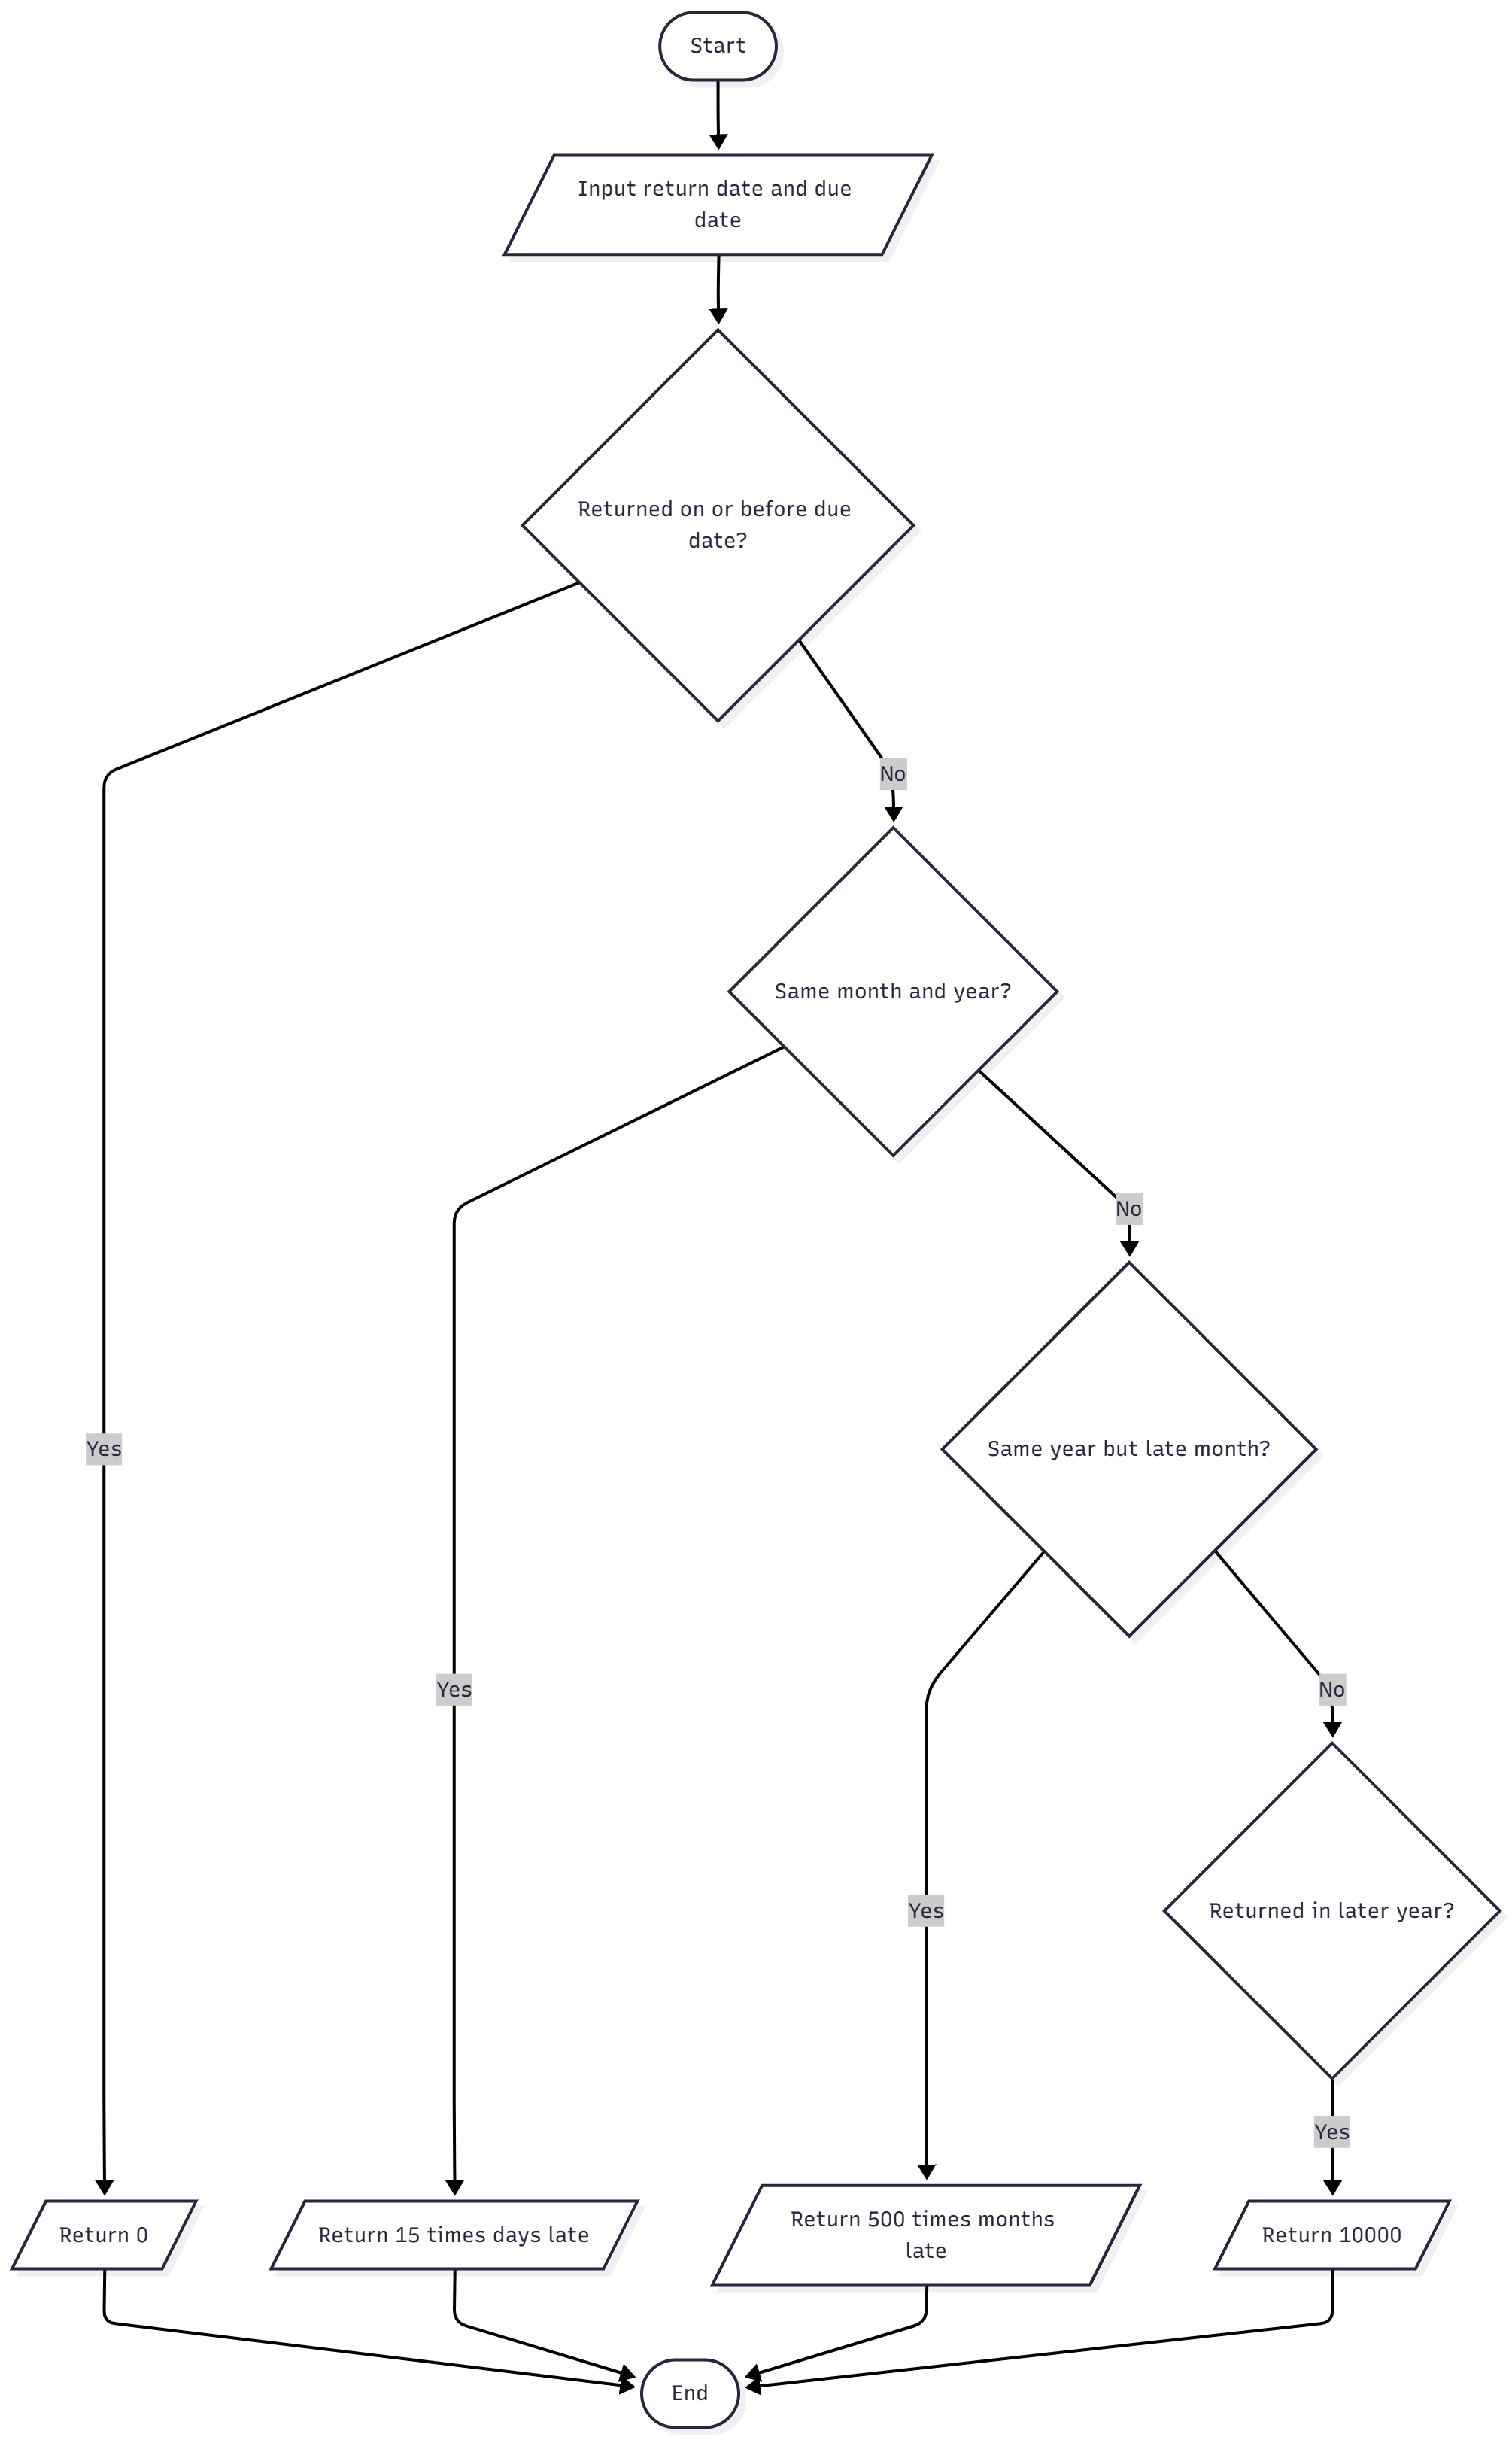 Start
Input return date and due
date
Returned on or before due
date?
No
Same month and year?
No
Same year but late month?
Yes
Yes
No
Yes
Returned in later year?
Yes
Return 0
Return 15 times days late
Return 500 times months
late
Return 10000
End